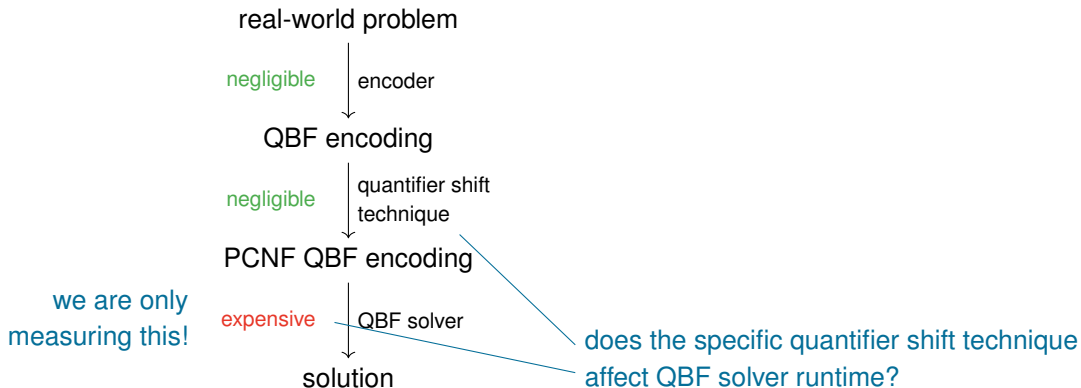 real-world problem
negligible
encoder
QBF encoding
negligible
quantifier shift
technique
PCNF QBF encoding
we are only
measuring this!
expensive
QBF solver
does the specific quantifier shift technique
affect QBF solver runtime?
solution